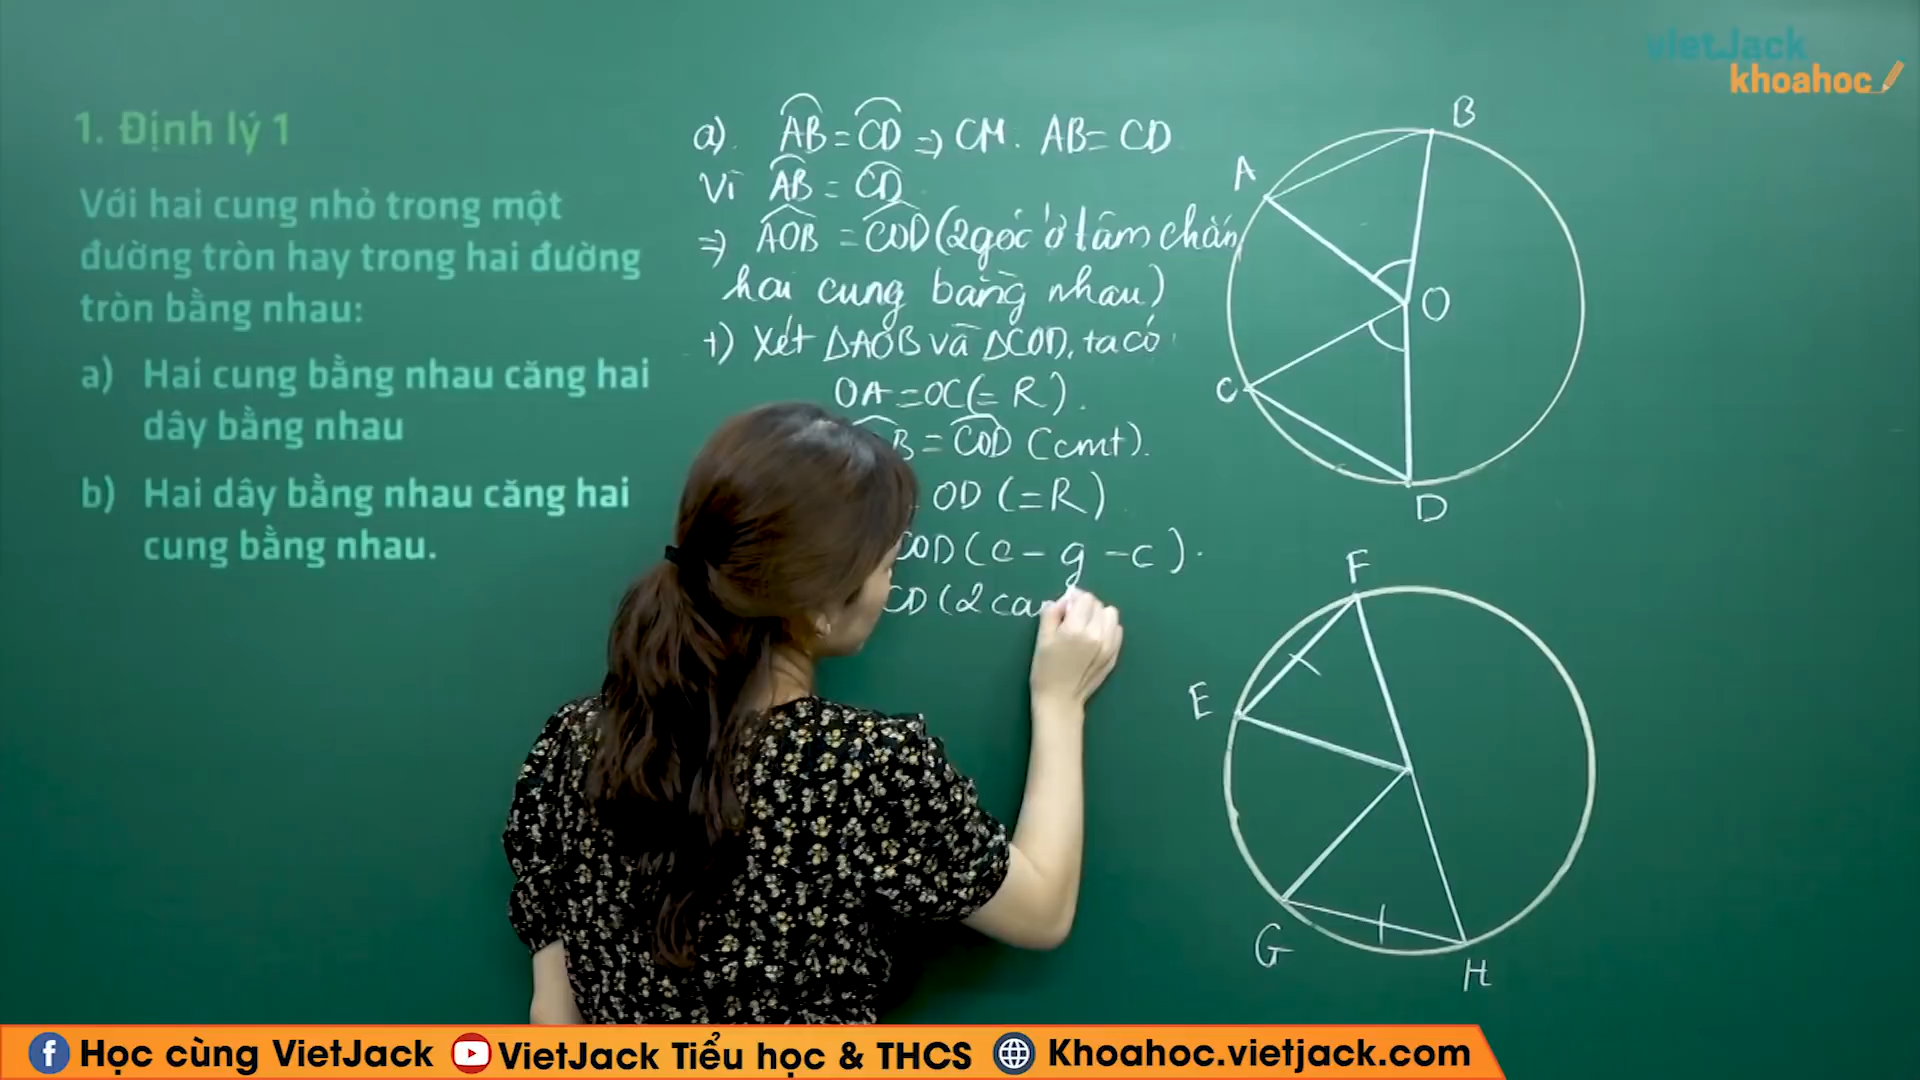 vietJack
khoahoc
1. Định lý 1
Với hai cung nhỏ trong một
đường tròn hay trong hai đường
tròn bằng nhau:
a) Hai cung bằng nhau căng hai
dây bằng nhau
b) Hai dây bằng nhau căng hai
cung bằng nhau.
a). AB = CD => CM: AB = CD
Vì AB = CD
=> AOB = COD (2 góc ở tâm chắn
hai cung bằng nhau)
+) Xét ΔAOB và ΔCOD, ta có
OA = OC (= R).
B = COD (cmt).
OD (= R)
COD (c - g - c).
CD (2 cạn
B
A
O
C
D
F
E
G
H
Học cùng VietJack
VietJack Tiểu học & THCS
Khoahoc.vietjack.com